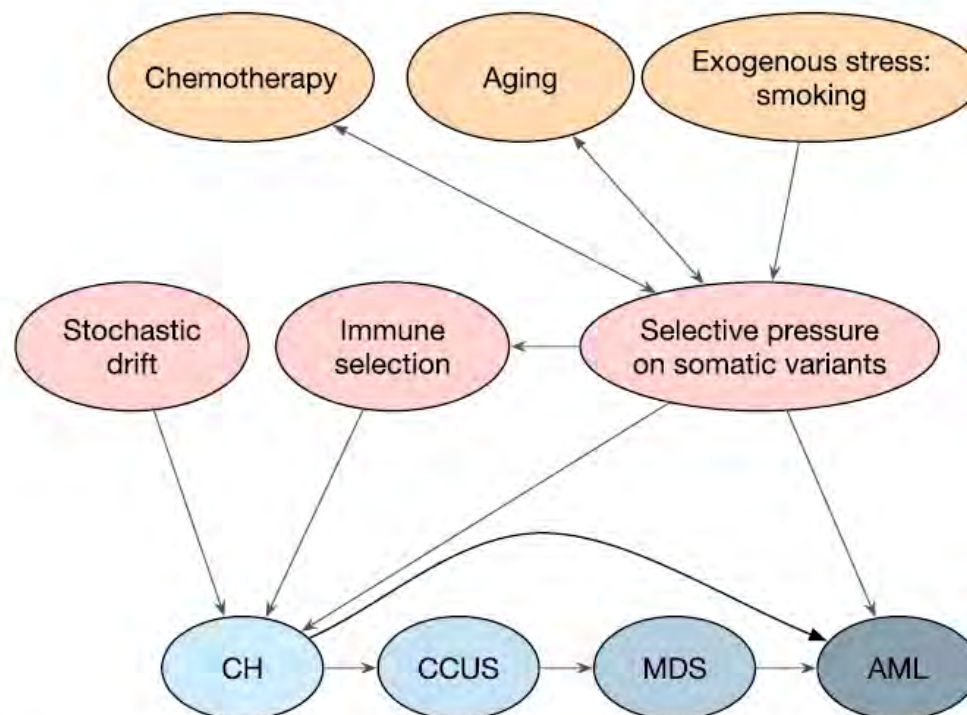 Chemotherapy
Aging
Exogenous stress:
smoking
Stochastic
drift
Immune
selection
Selective pressure
on somatic variants
CH
CCUS
MDS
AML